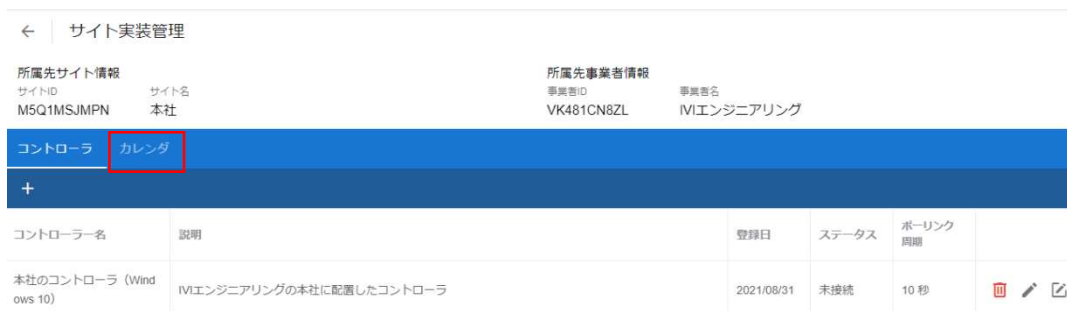 ← サイト実装管理
所属先サイト情報 所属先事業者情報
サイトID サイト名 事業者ID 事業者名
M5Q1MSJMPN 本社 VK481CN8ZL IVIエンジニアリング
コントローラ カレンダ
+
コントローラー名 説明 登録日 ステータス ポーリング
周期
本社のコントローラ（Wind
ows 10） IVIエンジニアリングの本社に配置したコントローラ 2021/08/31 未接続 10 秒